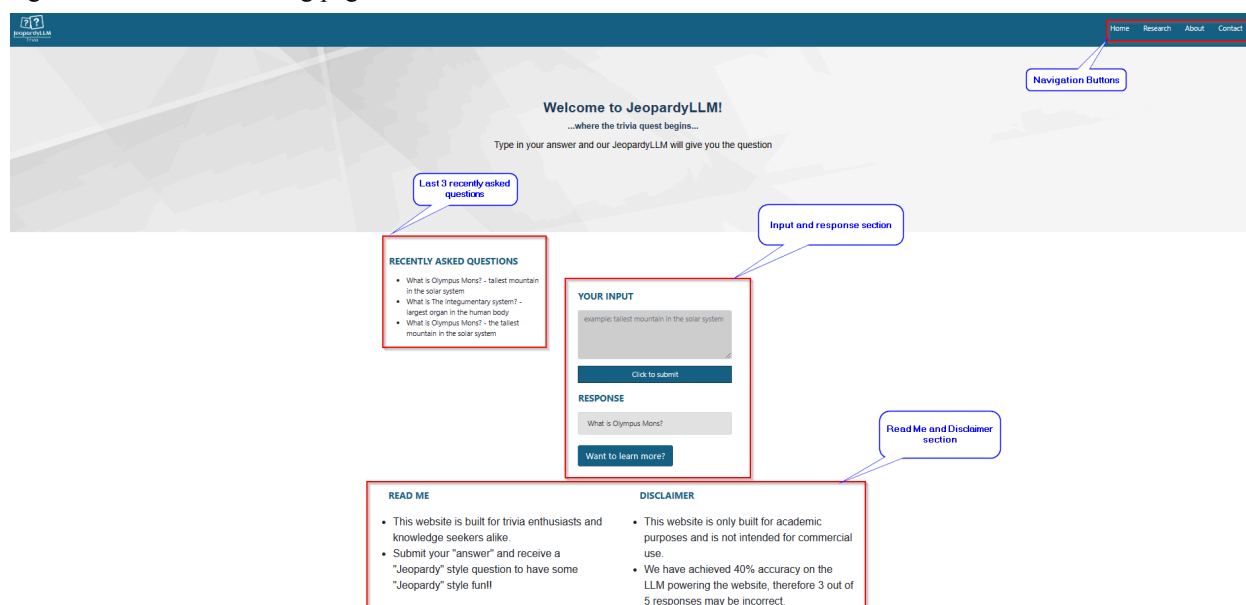 ??
JeopardyLLM
Trivia
Home Research About Contact
Navigation Buttons
Welcome to JeopardyLLM!
...where the trivia quest begins...
Type in your answer and our JeopardyLLM will give you the question
Last 3 recently asked
questions
Input and response section
RECENTLY ASKED QUESTIONS
• What is Olympus Mons? - tallest mountain
in the solar system
• What is The Integumentary system? -
largest organ in the human body
• What is Olympus Mons? - the tallest
mountain in the solar system
YOUR INPUT
example: tallest mountain in the solar system
Click to submit
RESPONSE
What is Olympus Mons?
Want to learn more?
Read Me and Disclaimer
section
READ ME
• This website is built for trivia enthusiasts and
knowledge seekers alike.
• Submit your "answer" and receive a
"Jeopardy" style question to have some
"Jeopardy" style fun!!
DISCLAIMER
• This website is only built for academic
purposes and is not intended for commercial
use.
• We have achieved 40% accuracy on the
LLM powering the website, therefore 3 out of
5 responses may be incorrect.